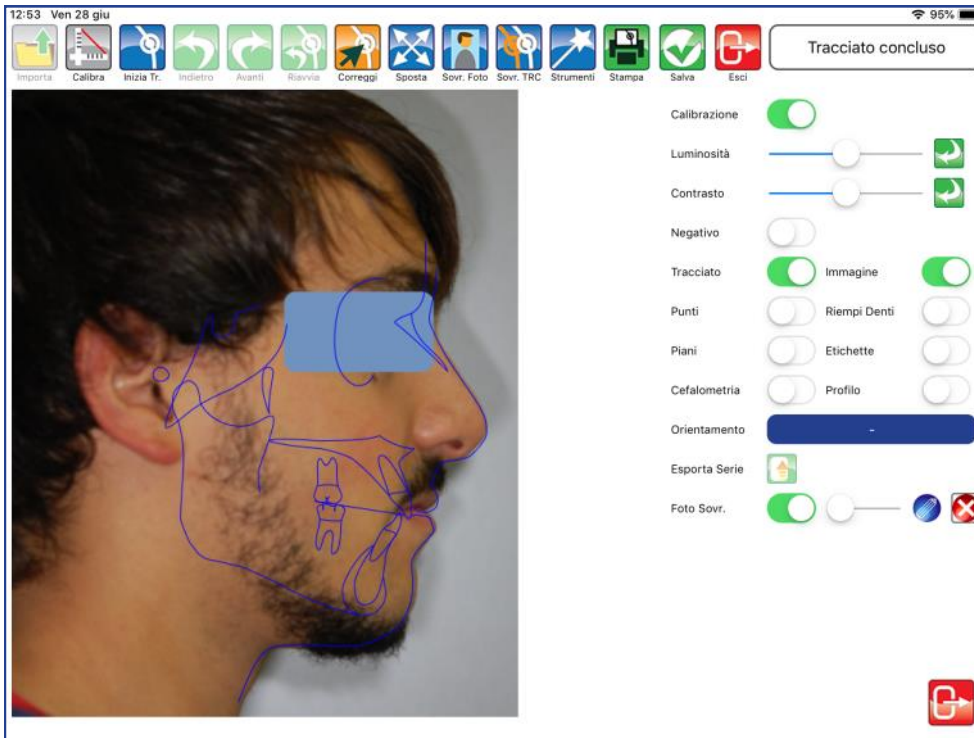 12:53 Ven 28 giu
95%
Importa
Calibra
Inizia Tr.
Indietro
Avanti
Riavvia
Correggi
Sposta
Sovr. Foto
Sovr. TRC
Strumenti
Stampa
Salva
Esci
Tracciato concluso
Calibrazione
Luminosità
Contrasto
Negativo
Tracciato
Immagine
Punti
Riempi Denti
Piani
Etichette
Cefalometria
Profilo
Orientamento
-
Esporta Serie
Foto Sovr.